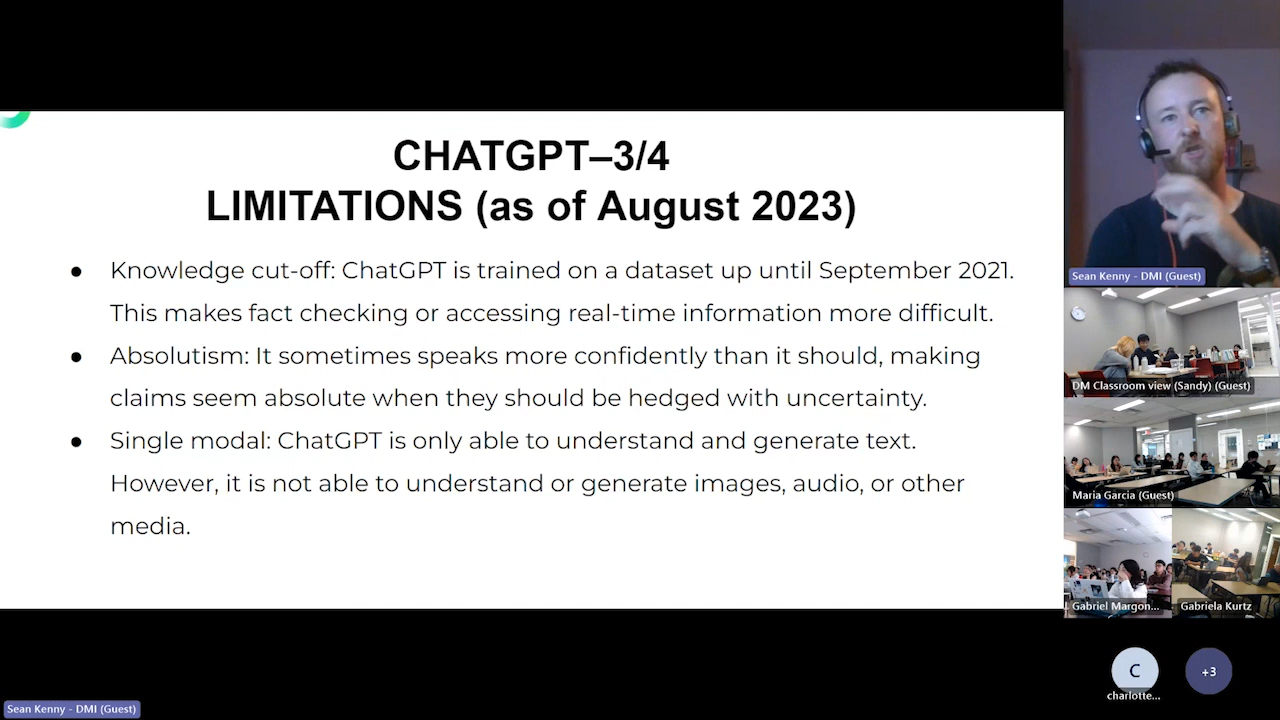 CHATGPT–3/4
LIMITATIONS (as of August 2023)
● Knowledge cut-off: ChatGPT is trained on a dataset up until September 2021.
This makes fact checking or accessing real-time information more difficult.
● Absolutism: It sometimes speaks more confidently than it should, making
claims seem absolute when they should be hedged with uncertainty.
● Single modal: ChatGPT is only able to understand and generate text.
However, it is not able to understand or generate images, audio, or other
media.
Sean Kenny - DMI (Guest)
DM Classroom view (Sandy) (Guest)
Maria Garcia (Guest)
Gabriel Margon...
Gabriela Kurtz
C
charlotte...
+3
Sean Kenny - DMI (Guest)